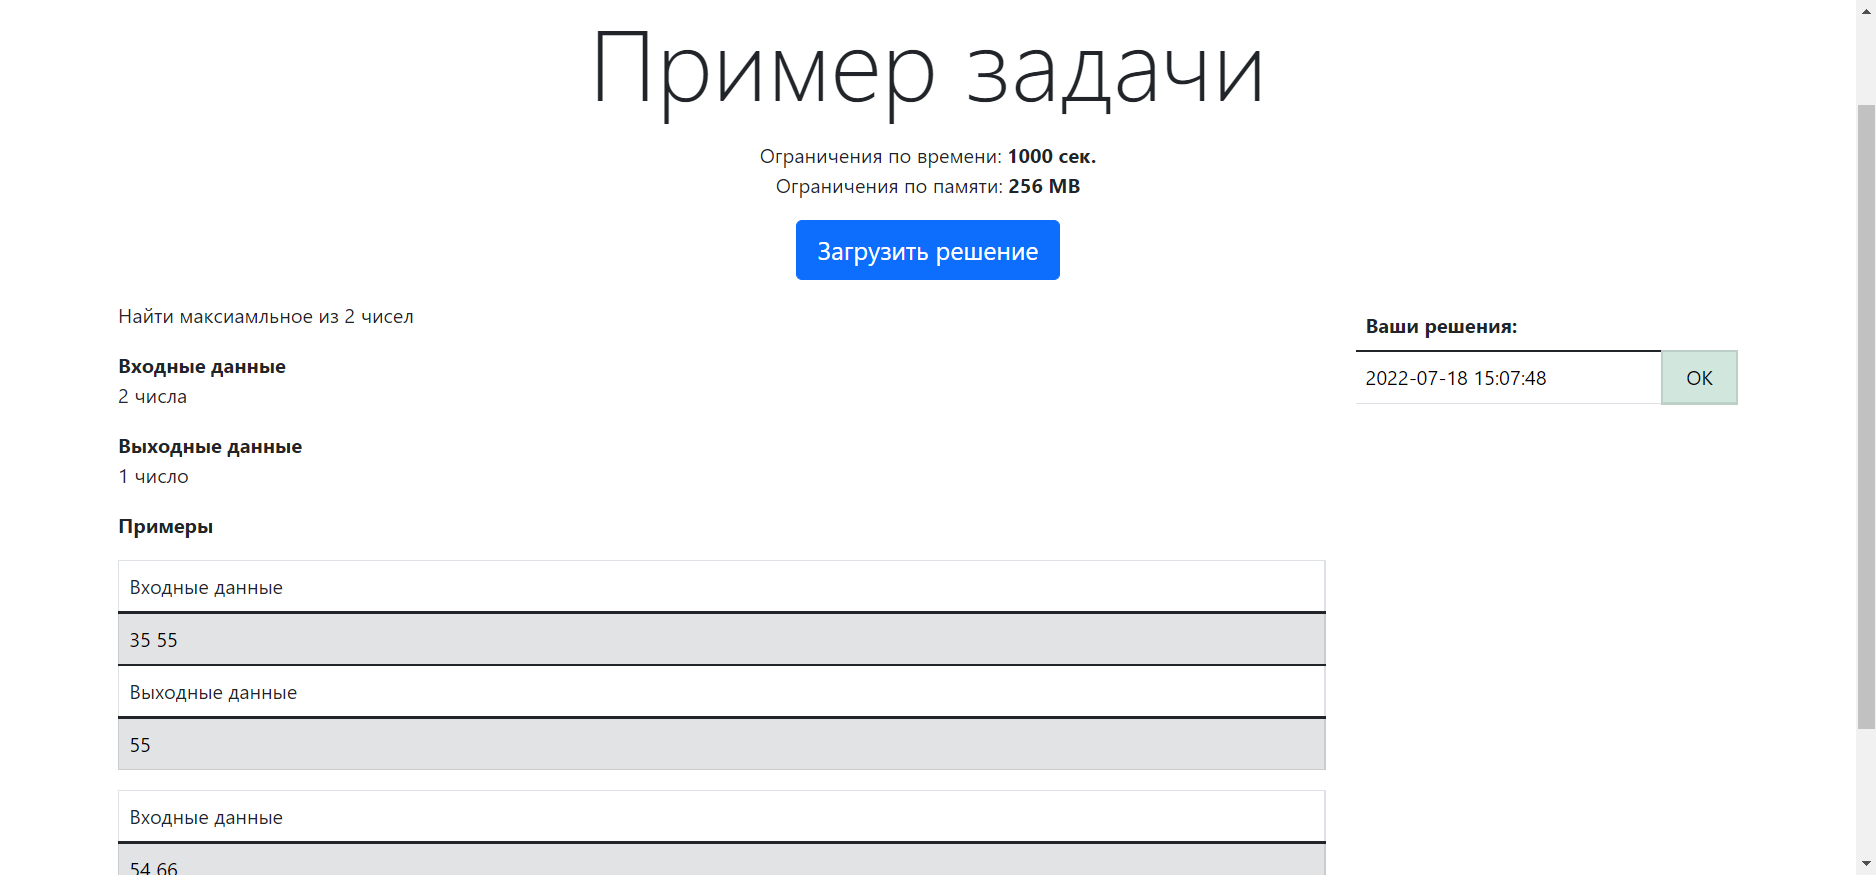 Пример задачи
Ограничения по времени: 1000 сек.
Ограничения по памяти: 256 MB
Загрузить решение
Найти максиамльное из 2 чисел
Входные данные
2 числа
Выходные данные
1 число
Примеры
Входные данные
35 55
Выходные данные
55
Входные данные
54 66
Ваши решения:
2022-07-18 15:07:48 OK